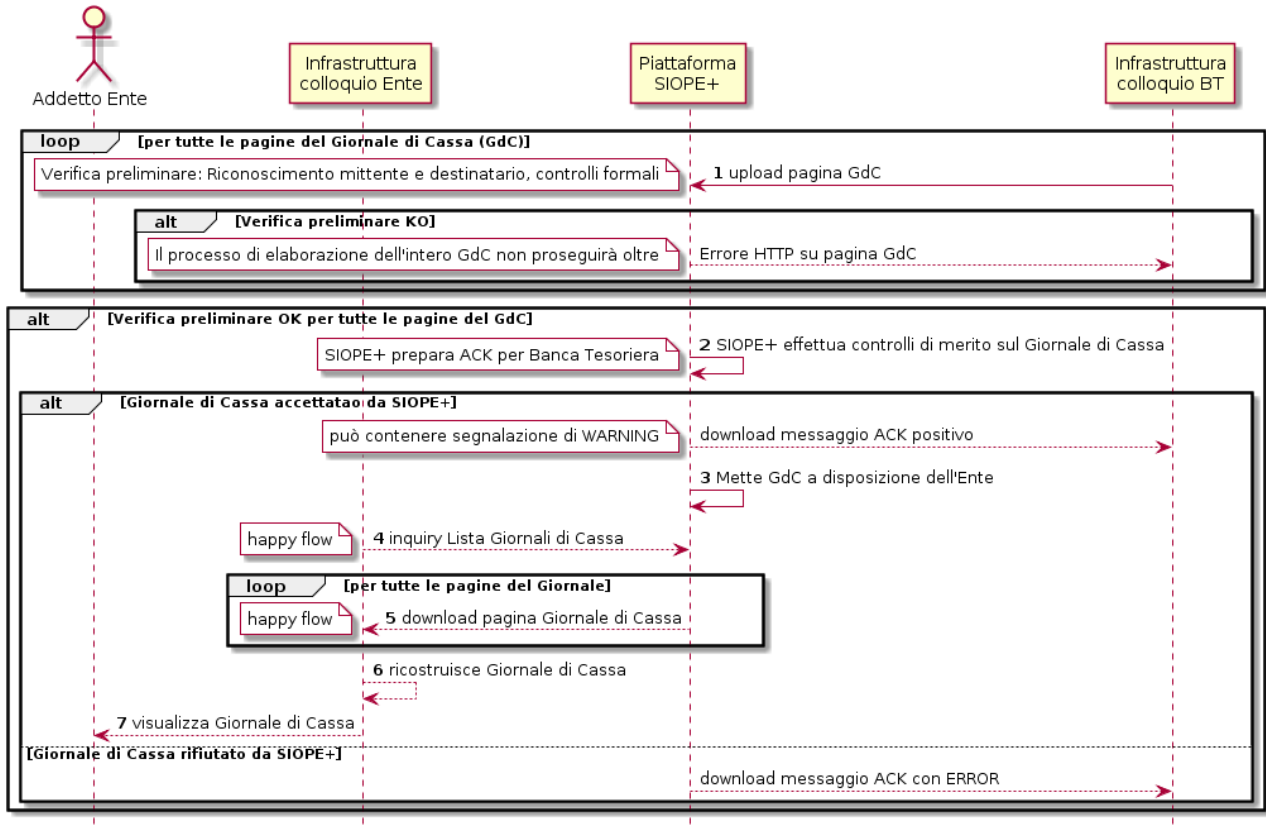 Addetto Ente
Infrastruttura
colloquio Ente
Piattaforma
SIOPE+
Infrastruttura
colloquio BT
loop [per tutte le pagine del Giornale di Cassa (GdC)]
Verifica preliminare: Riconoscimento mittente e destinatario, controlli formali
1 upload pagina GdC
alt [Verifica preliminare KO]
Il processo di elaborazione dell'intero GdC non proseguirà oltre
Errore HTTP su pagina GdC
alt [Verifica preliminare OK per tutte le pagine del GdC]
SIOPE+ prepara ACK per Banca Tesoriera
2 SIOPE+ effettua controlli di merito sul Giornale di Cassa
alt [Giornale di Cassa accettatao da SIOPE+]
può contenere segnalazione di WARNING
download messaggio ACK positivo
3 Mette GdC a disposizione dell'Ente
happy flow
4 inquiry Lista Giornali di Cassa
loop [per tutte le pagine del Giornale]
happy flow
5 download pagina Giornale di Cassa
6 ricostruisce Giornale di Cassa
7 visualizza Giornale di Cassa
[Giornale di Cassa rifiutato da SIOPE+]
download messaggio ACK con ERROR